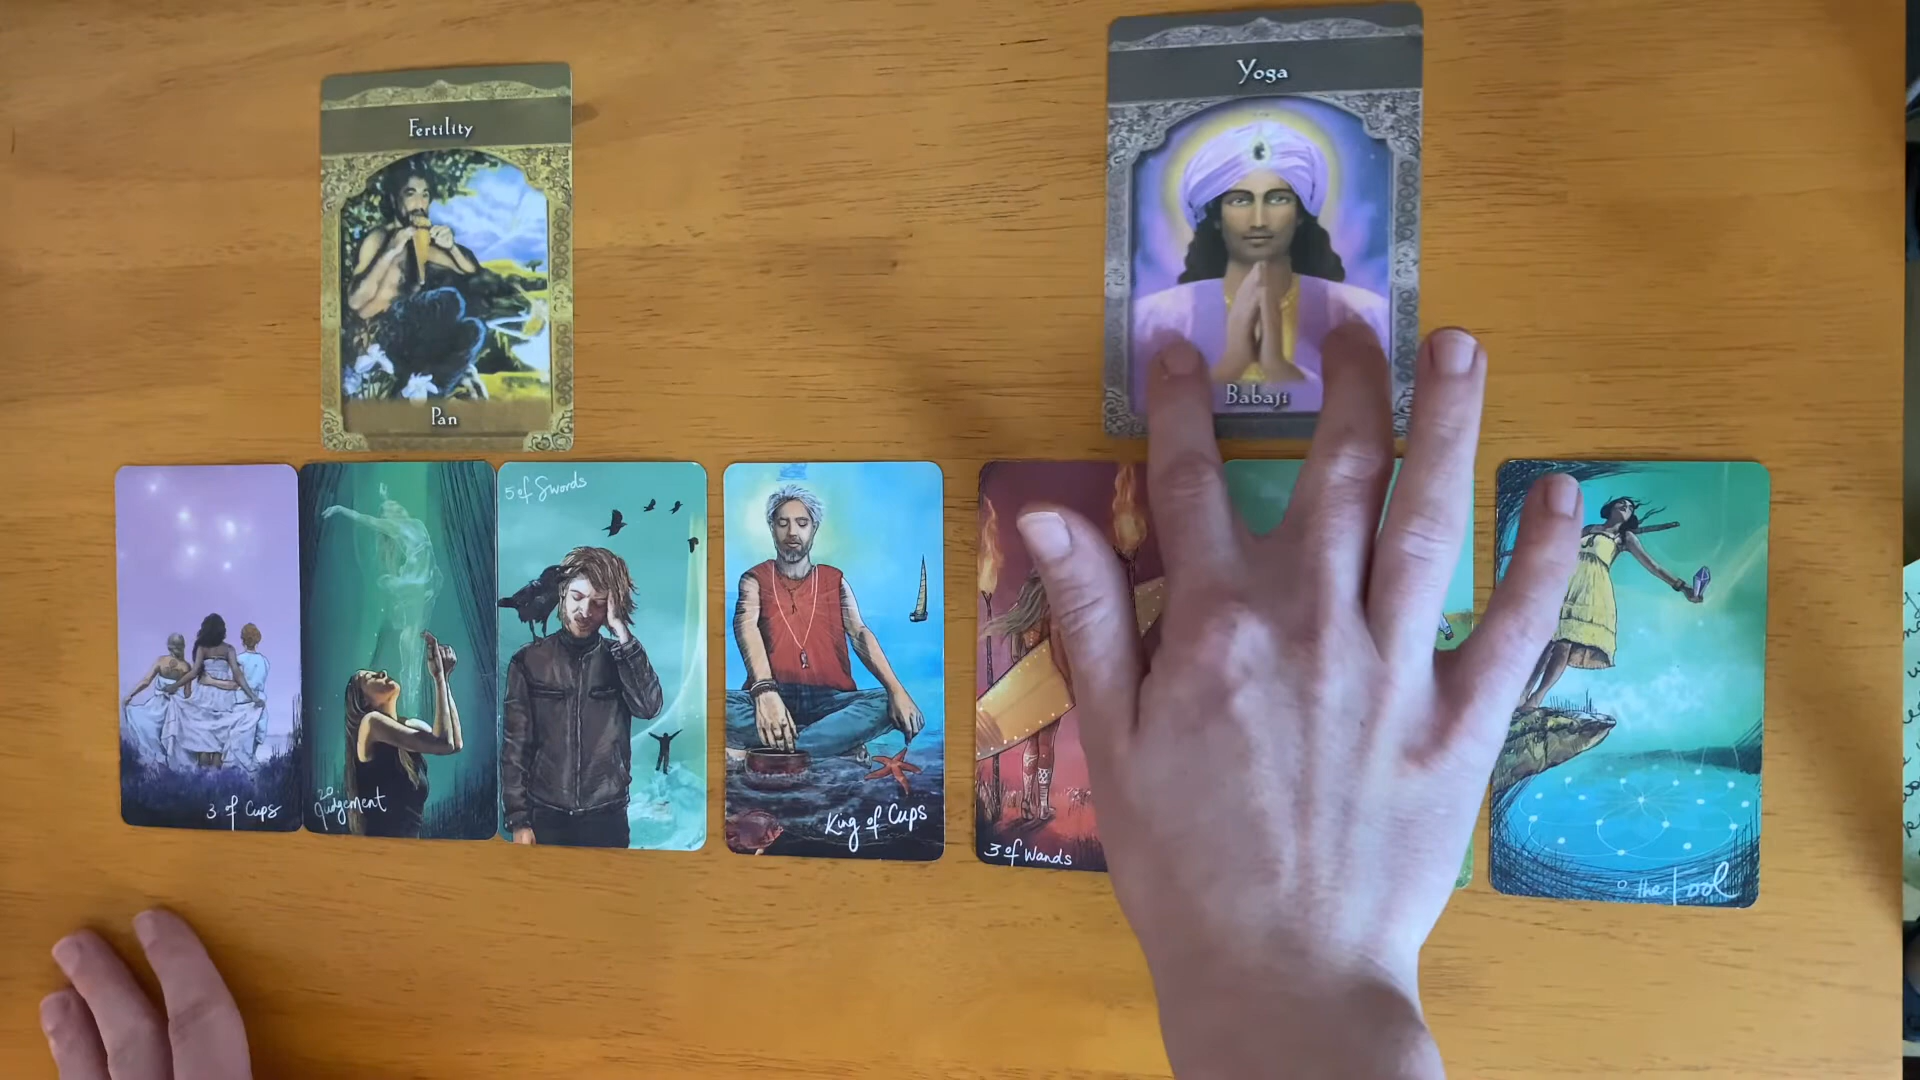 Fertility
Pan
Yoga
Babaji
3 of Cups
20
Judgement
5 of Swords
King of Cups
3 of Wands
0 the Fool